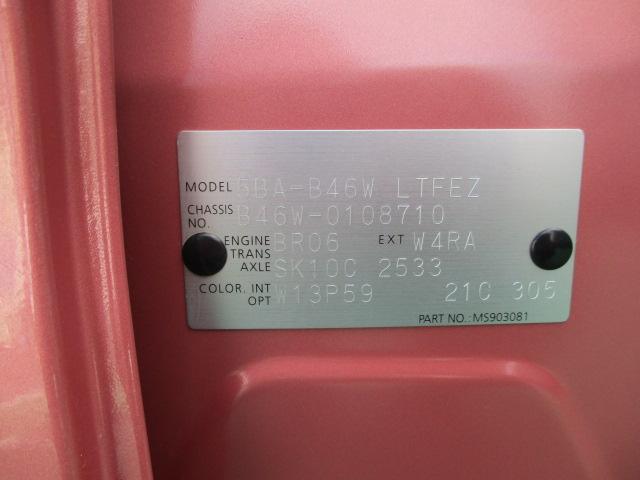 MODEL 5BA-B46W LTFEZ
CHASSIS NO. B46W-0108710
ENGINE BR06 EXT W4RA
TRANS AXLE SK10C 2533
COLOR. INT OPT W13P59 21C 305
PART NO.: MS903081